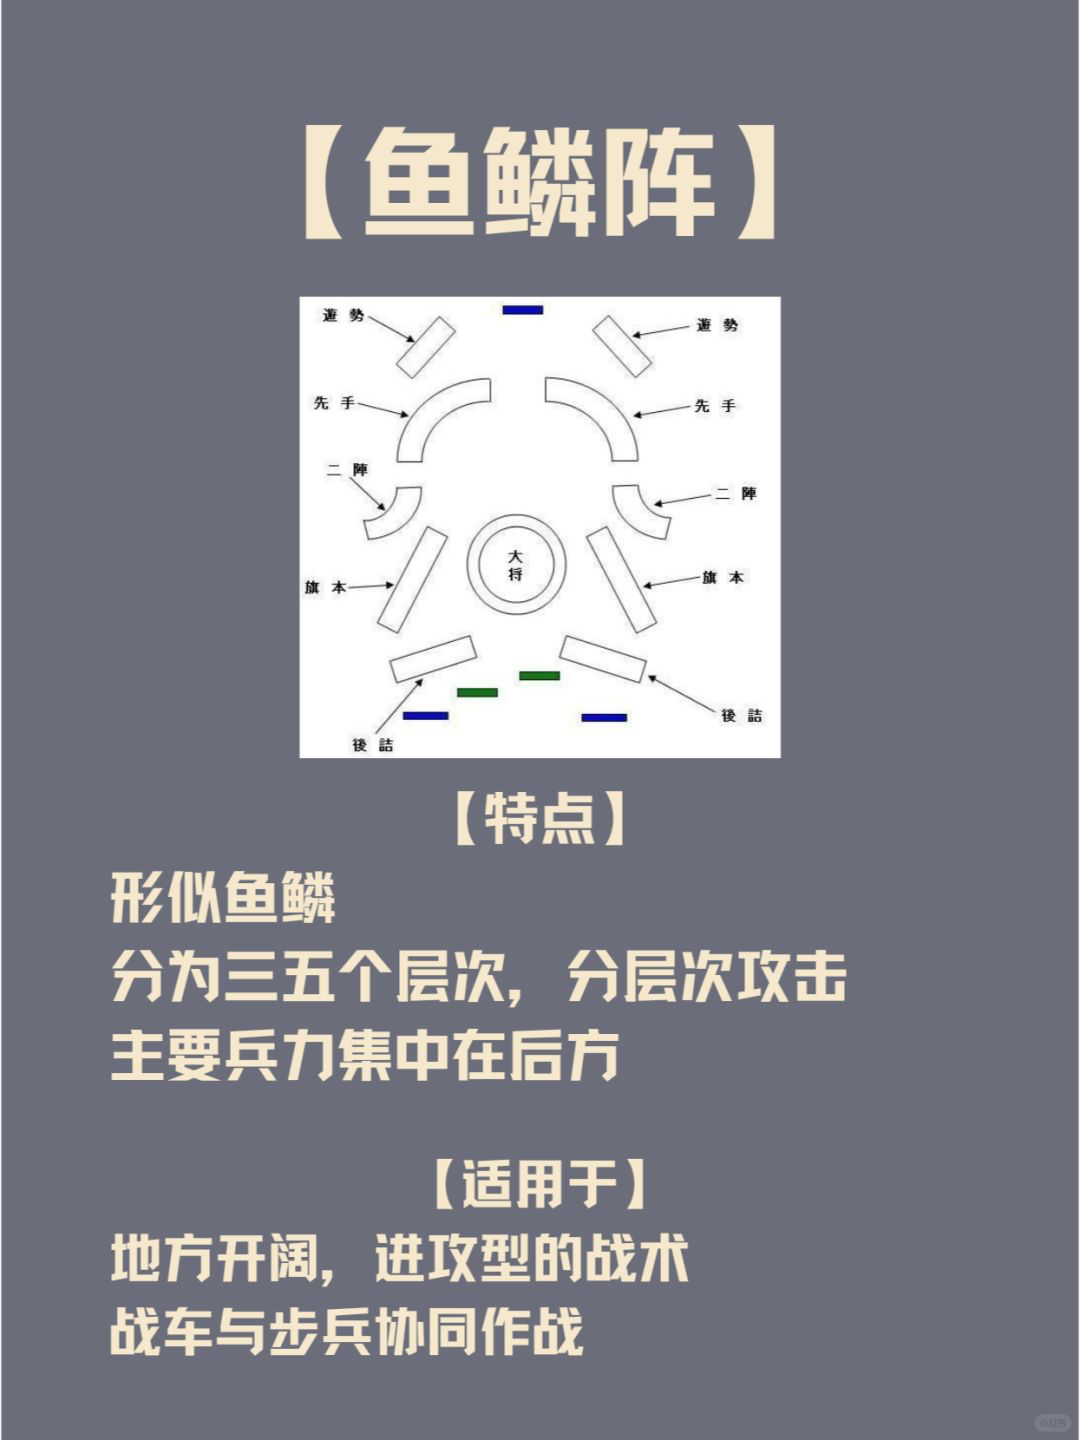 【鱼鳞阵】
遊勢
遊勢
先手
先手
二陣
二陣
大将
旗本
旗本
後詰
後詰
【特点】
形似鱼鳞
分为三五个层次，分层次攻击
主要兵力集中在后方
【适用于】
地方开阔，进攻型的战术
战车与步兵协同作战
小红书